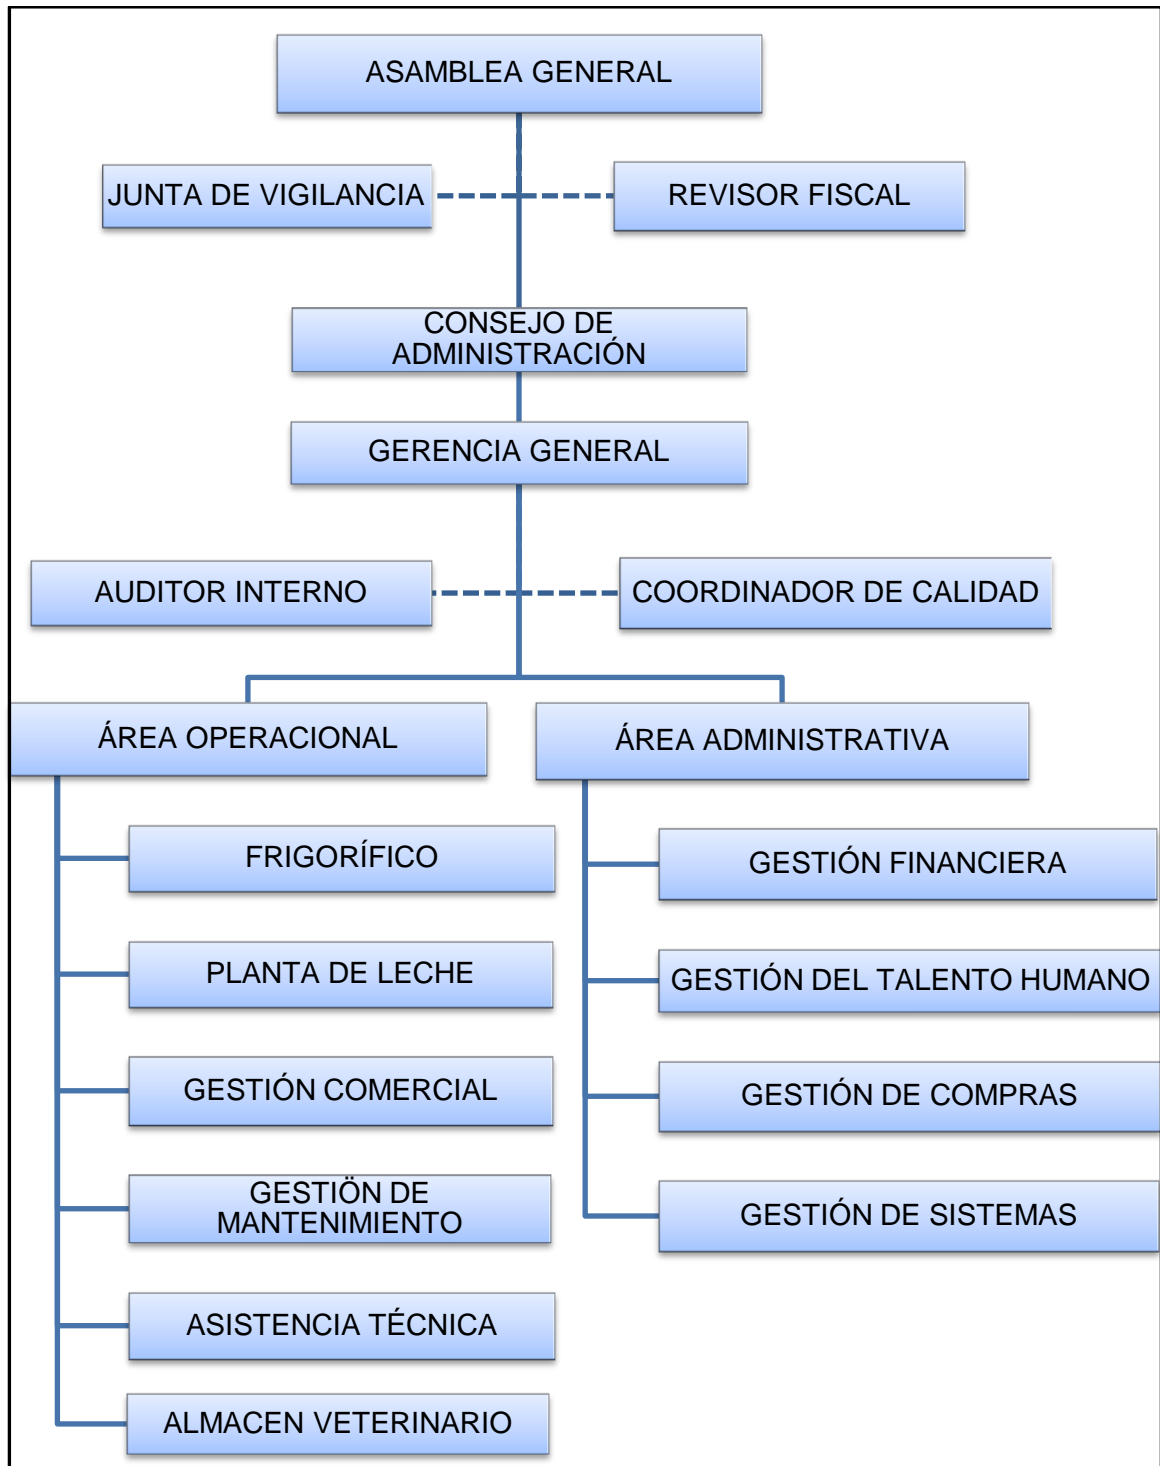 ASAMBLEA GENERAL
JUNTA DE VIGILANCIA
REVISOR FISCAL
CONSEJO DE
ADMINISTRACIÓN
GERENCIA GENERAL
AUDITOR INTERNO
COORDINADOR DE CALIDAD
ÁREA OPERACIONAL
FRIGORÍFICO
PLANTA DE LECHE
GESTIÓN COMERCIAL
GESTIÖN DE
MANTENIMIENTO
ASISTENCIA TÉCNICA
ALMACEN VETERINARIO
ÁREA ADMINISTRATIVA
GESTIÓN FINANCIERA
GESTIÓN DEL TALENTO HUMANO
GESTIÓN DE COMPRAS
GESTIÓN DE SISTEMAS